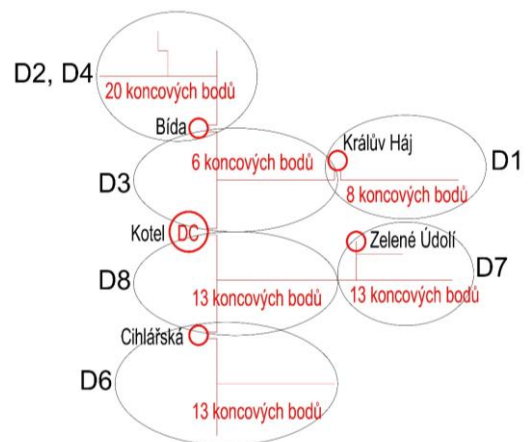 D2, D4
20 koncových bodů
Bída
Králův Háj
6 koncových bodů
D1
D3
8 koncových bodů
Kotel
DC
Zelené Údolí
D7
D8
13 koncových bodů
13 koncových bodů
Cihlářská
D6
13 koncových bodů